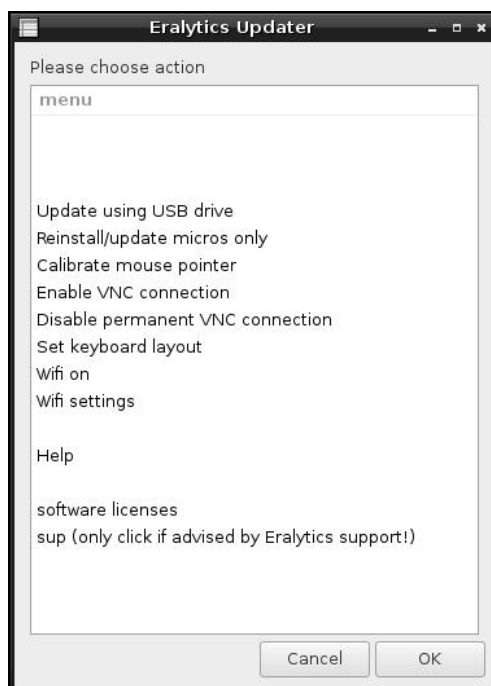 Eralytics Updater
Please choose action
menu
Update using USB drive
Reinstall/update micros only
Calibrate mouse pointer
Enable VNC connection
Disable permanent VNC connection
Set keyboard layout
Wifi on
Wifi settings
Help
software licenses
sup (only click if advised by Eralytics support!)
Cancel OK